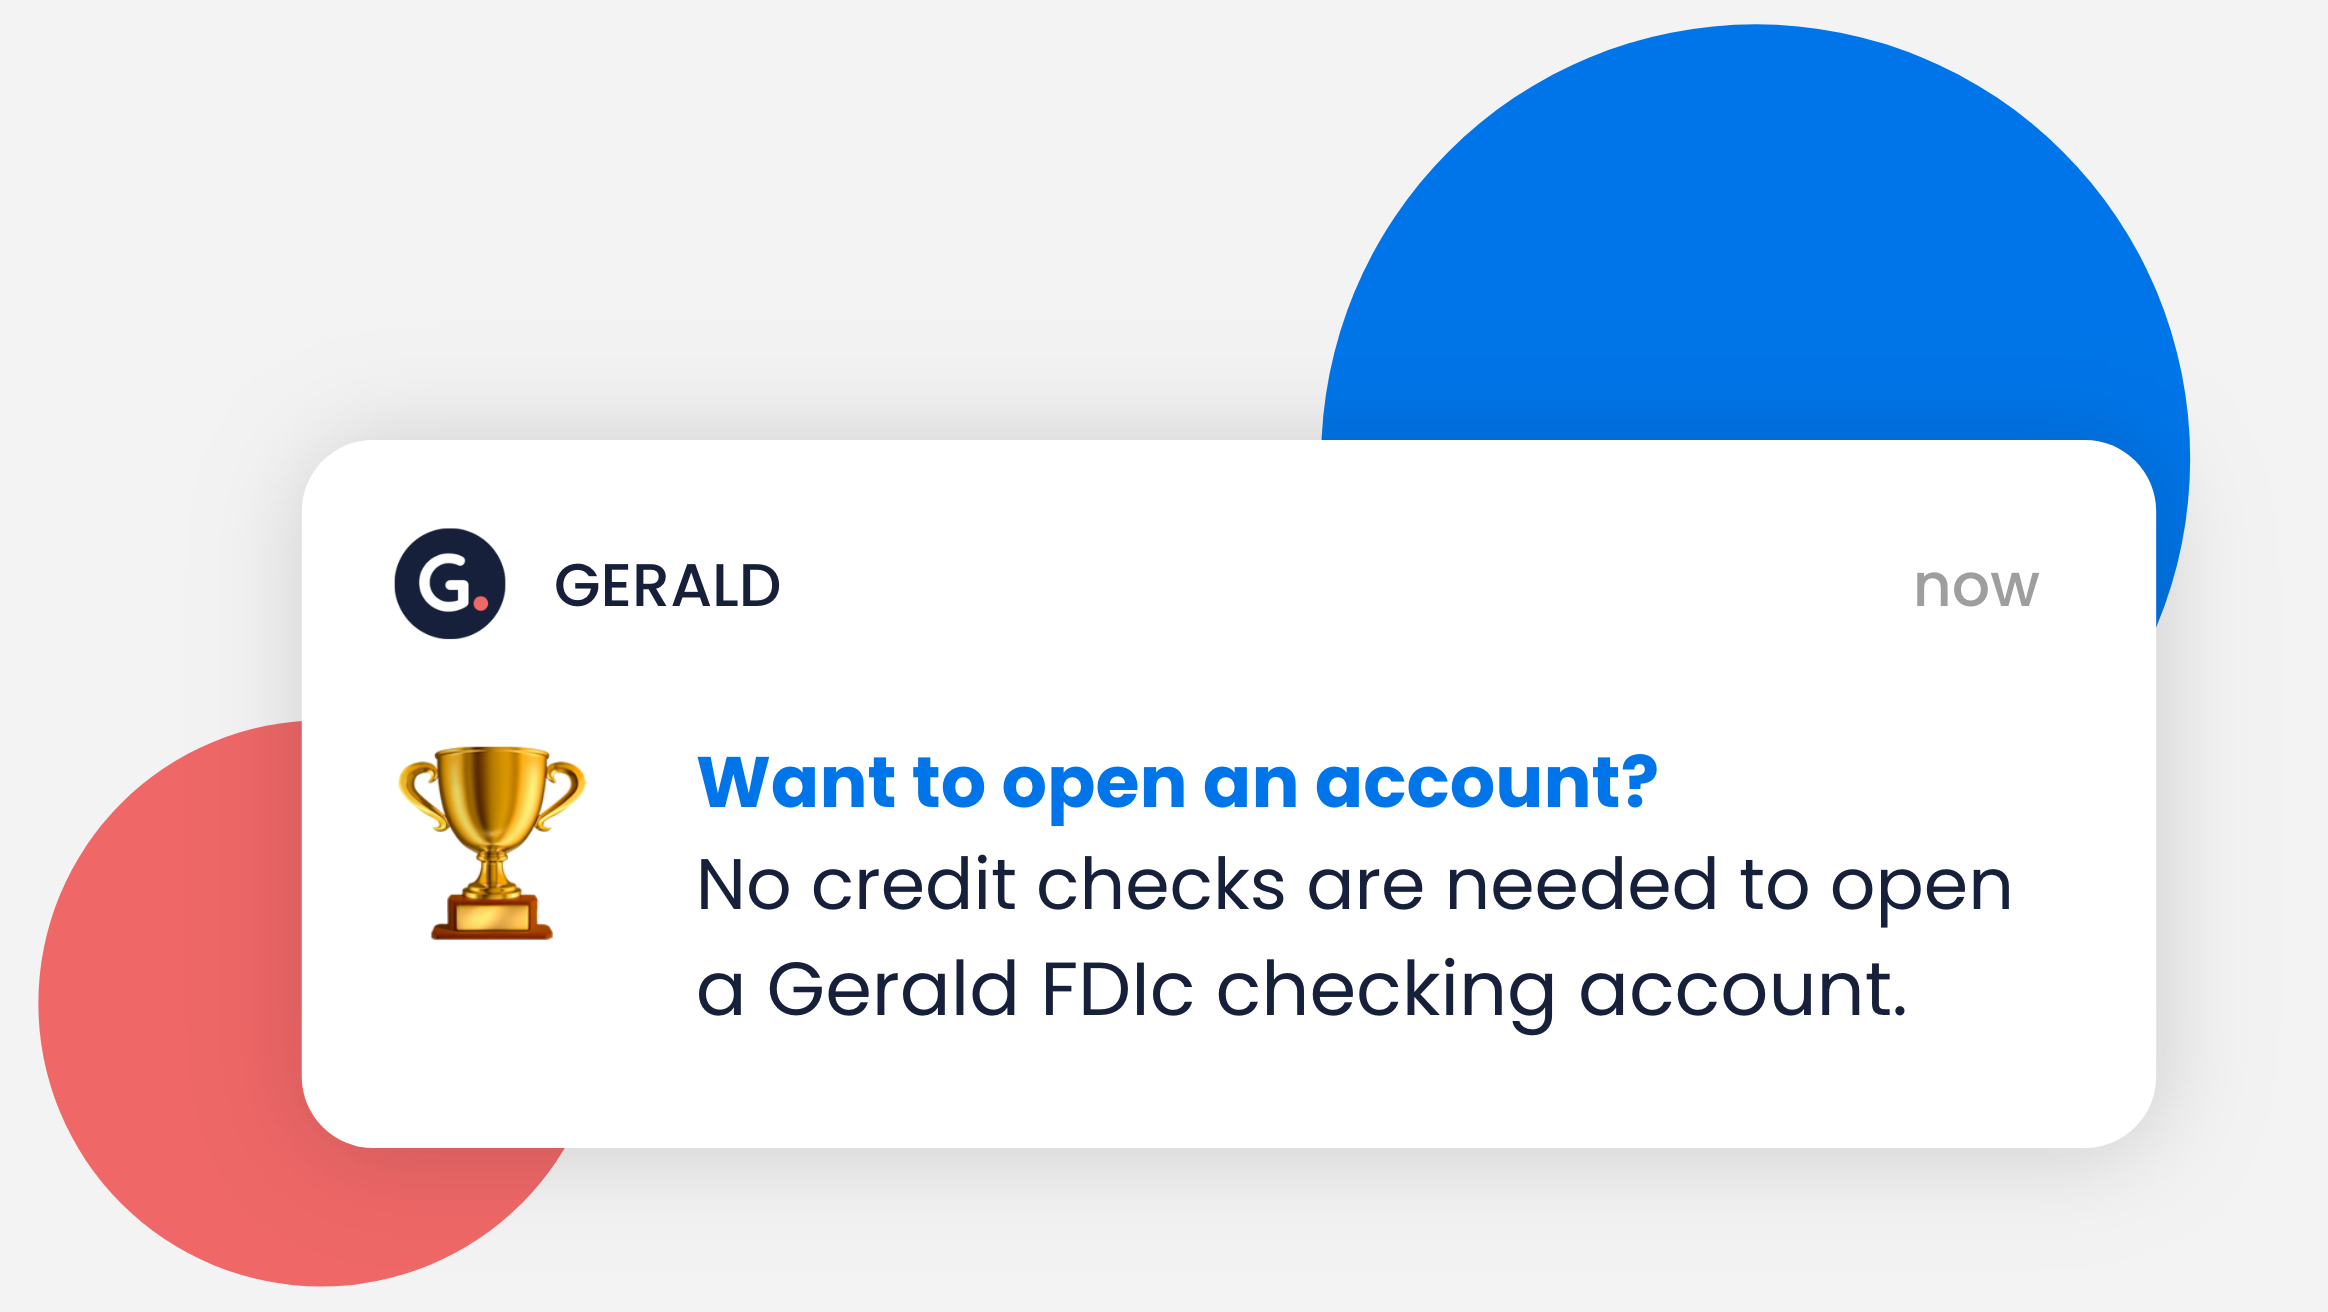 G.
GERALD
now
Want to open an account?
No credit checks are needed to open
a Gerald FDIc checking account.